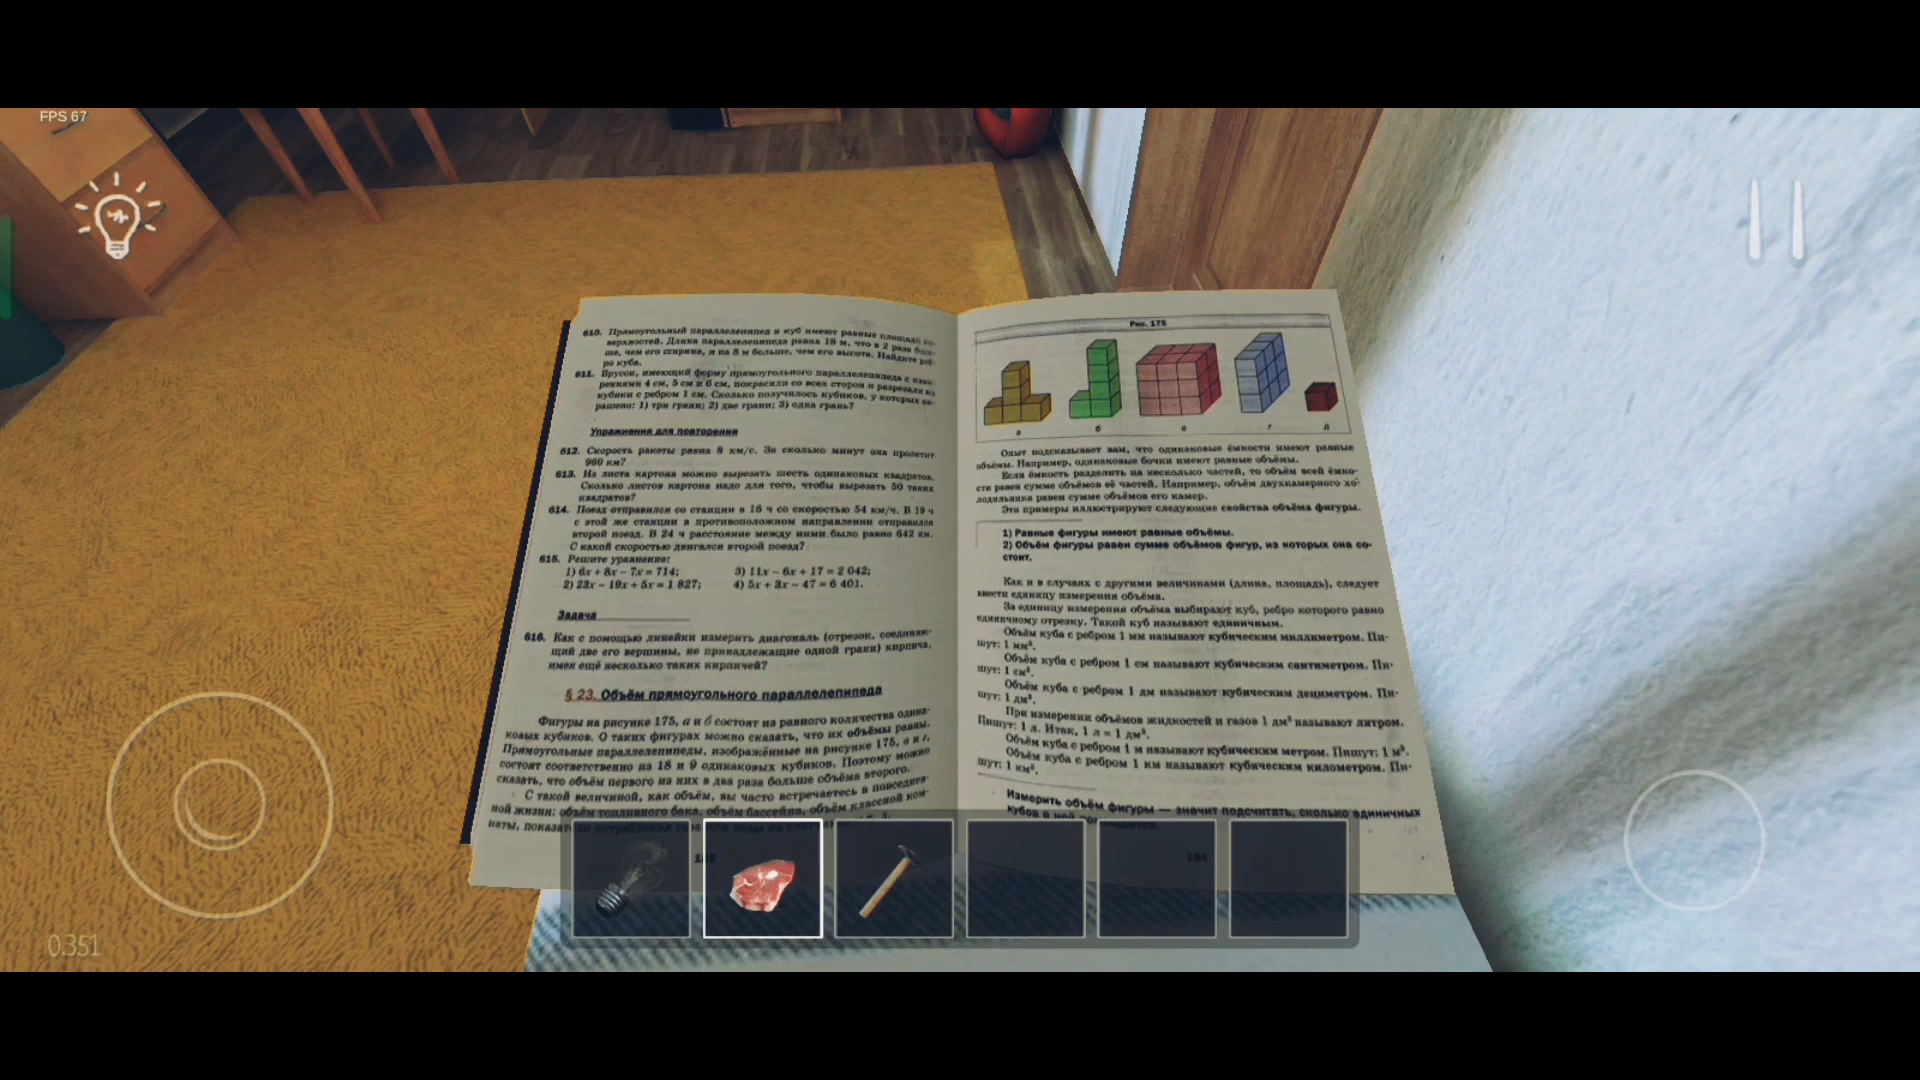 FPS 67
610. Прямоугольный параллелепипед и куб имеют равные площади по-
верхностей. Длина параллелепипеда равна 18 м, что в 2 раза боль-
ше, чем его ширина, и на 8 м больше, чем его высота. Найдите реб-
ро куба.
611. Брусок, имеющий форму прямоугольного параллелепипеда с изме-
рениями 4 см, 5 см и 6 см, покрасили со всех сторон и разрезали на
кубики с ребром 1 см. Сколько получилось кубиков, у которых ок-
рашено: 1) три грани; 2) две грани; 3) одна грань?
Упражнения для повторения
612. Скорость ракеты равна 8 км/с. За сколько минут она пролетит
960 км?
613. Из листа картона можно вырезать шесть одинаковых квадратов.
Сколько листов картона надо для того, чтобы вырезать 50 таких
квадратов?
614. Поезд отправился со станции в 16 ч со скоростью 54 км/ч. В 19 ч
с этой же станции в противоположном направлении отправился
второй поезд. В 24 ч расстояние между ними было равно 642 км.
С какой скоростью двигался второй поезд?
615. Решите уравнение:
1) 6x + 8x − 7x = 714; 3) 11x − 6x + 17 = 2 042;
2) 23x − 19x + 5x = 1 827; 4) 5x + 3x − 47 = 6 401.
Задача
616. Как с помощью линейки измерить диагональ (отрезок, соединяю-
щий две его вершины, не принадлежащие одной грани) кирпича,
имея ещё несколько таких кирпичей?
§ 23. Объём прямоугольного параллелепипеда
Фигуры на рисунке 175, а и б состоят из равного количества одина-
ковых кубиков. О таких фигурах можно сказать, что их объёмы равны.
Прямоугольные параллелепипеды, изображённые на рисунке 175, в и г,
состоят соответственно из 18 и 9 одинаковых кубиков. Поэтому можно
сказать, что объём первого из них в два раза больше объёма второго.
С такой величиной, как объём, вы часто встречаетесь в повседнев-
ной жизни: объём топливного бака, объём бассейна, объём классной ком-
наты,
Рис. 175
а б в г д
Опыт подсказывает вам, что одинаковые ёмкости имеют равные
объёмы. Например, одинаковые бочки имеют равные объёмы.
Если ёмкость разделить на несколько частей, то объём всей ёмко-
сти равен сумме объёмов её частей. Например, объём двухкамерного хо-
лодильника равен сумме объёмов его камер.
Эти примеры иллюстрируют следующие свойства объёма фигуры.
1) Равные фигуры имеют равные объёмы.
2) Объём фигуры равен сумме объёмов фигур, из которых она со-
стоит.
Как и в случаях с другими величинами (длина, площадь), следует
ввести единицу измерения объёма.
За единицу измерения объёма выбирают куб, ребро которого равно
единичному отрезку. Такой куб называют единичным.
Объём куба с ребром 1 мм называют кубическим миллиметром. Пи-
шут: 1 мм³.
Объём куба с ребром 1 см называют кубическим сантиметром. Пи-
шут: 1 см³.
Объём куба с ребром 1 дм называют кубическим дециметром. Пи-
шут: 1 дм³.
При измерении объёмов жидкостей и газов 1 дм³ называют литром.
Пишут: 1 л. Итак, 1 л = 1 дм³.
Объём куба с ребром 1 м называют кубическим метром. Пишут: 1 м³.
Объём куба с ребром 1 км называют кубическим километром. Пи-
шут: 1 км³.
Измерить объём фигуры — значит подсчитать, сколько единичных
кубов в ней
184
0.351